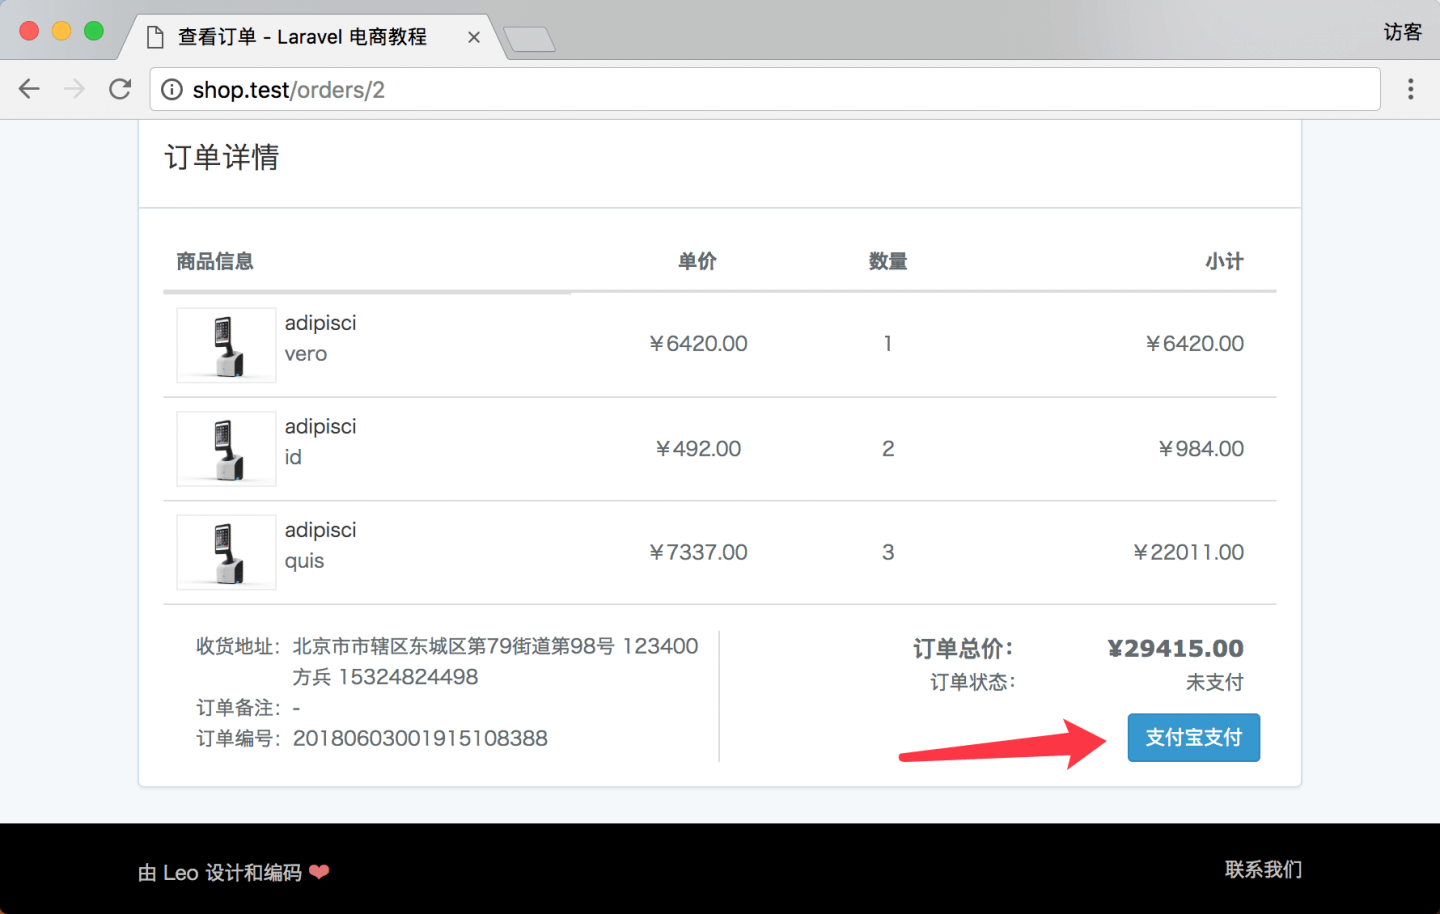 查看订单 - Laravel 电商教程
访客
shop.test/orders/2
订单详情
商品信息 单价 数量 小计
adipisci
vero
￥6420.00 1 ￥6420.00
adipisci
id
￥492.00 2 ￥984.00
adipisci
quis
￥7337.00 3 ￥22011.00
收货地址： 北京市市辖区东城区第79街道第98号 123400
方兵 15324824498
订单备注： -
订单编号： 20180603001915108388
订单总价： ¥29415.00
订单状态： 未支付
支付宝支付
由 Leo 设计和编码 ❤
联系我们